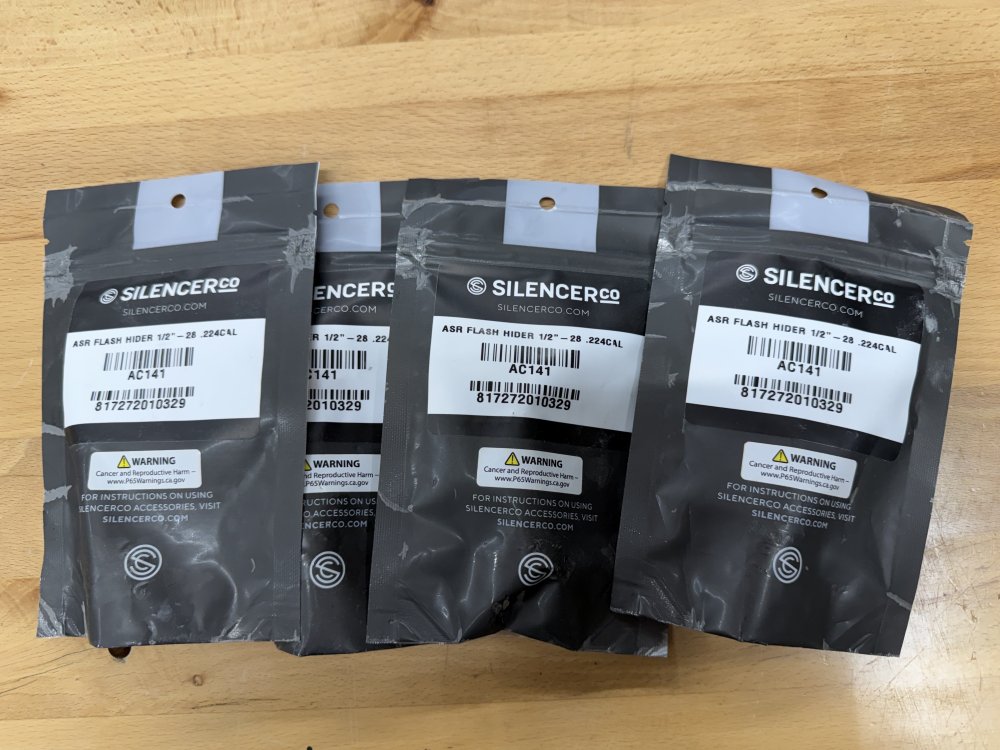 SILENCERCO
SILENCERCO.COM
ASR FLASH HIDER 1/2"–28 .224CAL
AC141
817272010329
WARNING
Cancer and Reproductive Harm –
www.P65Warnings.ca.gov
FOR INSTRUCTIONS ON USING
SILENCERCO ACCESSORIES, VISIT
SILENCERCO.COM
1/2"–28
2010329
WARNING
Reproductive Harm –
P65Warnings.ca.gov
ACCESSORIES,
SILENCERCO
SILENCERCO.COM
ASR FLASH HIDER 1/2"–28 .224CAL
AC141
817272010329
WARNING
Cancer and Reproductive Harm –
www.P65Warnings.ca.gov
FOR INSTRUCTIONS ON USING
SILENCERCO ACCESSORIES, VISIT
SILENCERCO.COM
SILENCERCO
SILENCERCO.COM
ASR FLASH HIDER 1/2"–28 .224CAL
AC141
817272010329
WARNING
Cancer and Reproductive Harm –
www.P65Warnings.ca.gov
FOR INSTRUCTIONS ON USING
SILENCERCO ACCESSORIES, VISIT
SILENCERCO.COM